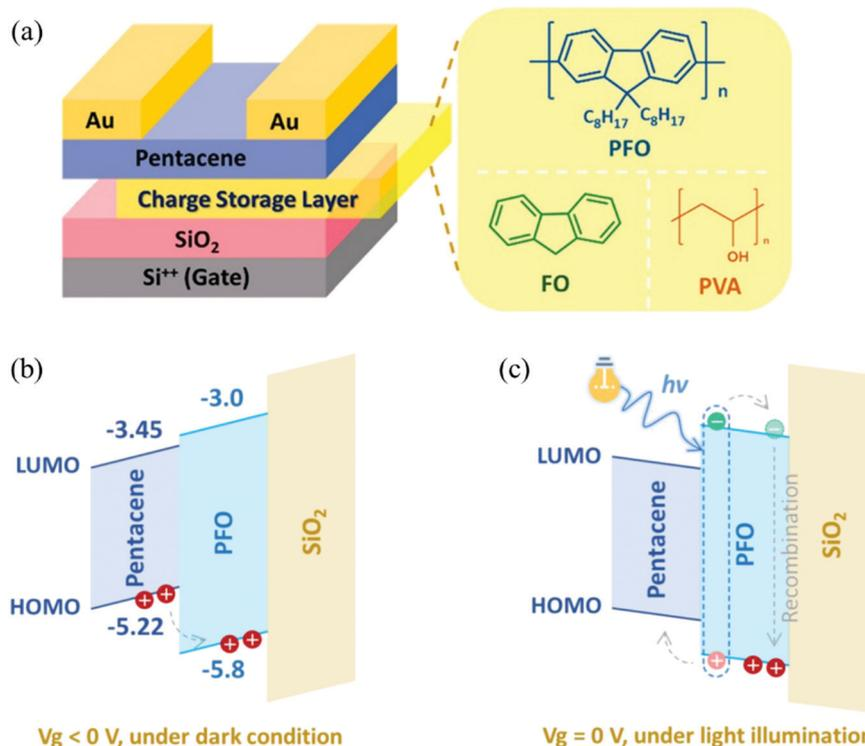 (a)
Au
Au
Pentacene
Charge Storage Layer
SiO₂
Si⁺⁺ (Gate)
n
C₈H₁₇ C₈H₁₇
PFO
FO
n
OH
PVA
(b)
-3.0
-3.45
LUMO
Pentacene
PFO
SiO₂
HOMO
-5.22
-5.8
Vg < 0 V, under dark condition
(c)
hν
LUMO
Pentacene
PFO
Recombination
SiO₂
HOMO
Vg = 0 V, under light illumination